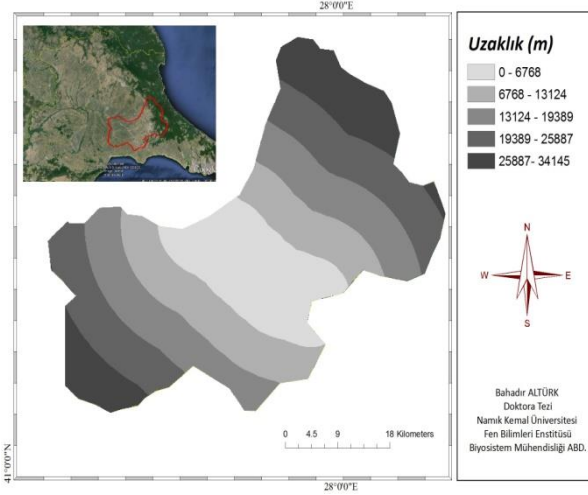 28°0'0"E
Uzaklık (m)
0 - 6768
6768 - 13124
13124 - 19389
19389 - 25887
25887- 34145
N
W
E
S
Bahadır ALTÜRK
Doktora Tezi
Namık Kemal Üniversitesi
Fen Bilimleri Enstitüsü
Biyosistem Mühendisliği ABD.
0 4.5 9 18 Kilometers
41°0'0"N
28°0'0"E